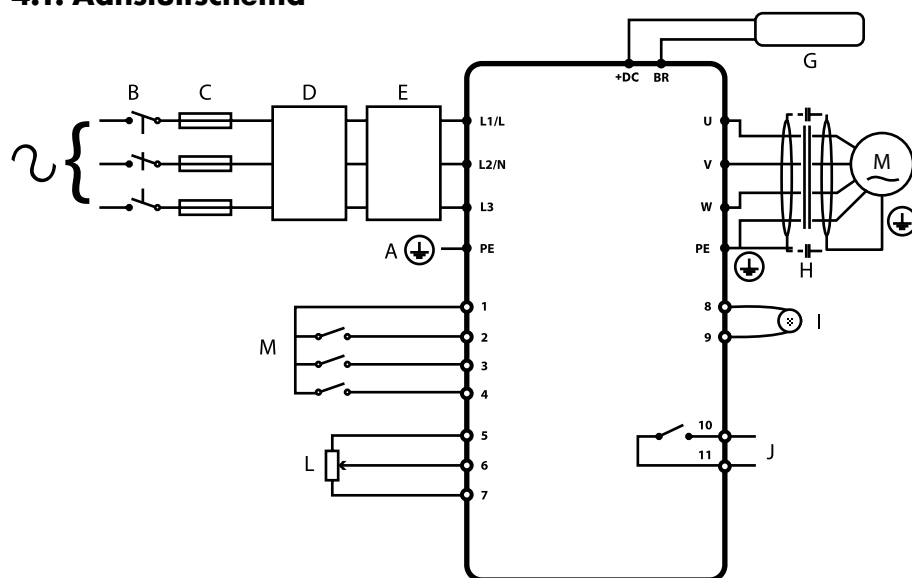 4.1. Aansluitschema
G
+DC BR
B C D E
L1/L U
L2/N V M
L3 W
A PE PE
H
1 8
M 2 9 I
3
4
5 10
L 6 11 J
7